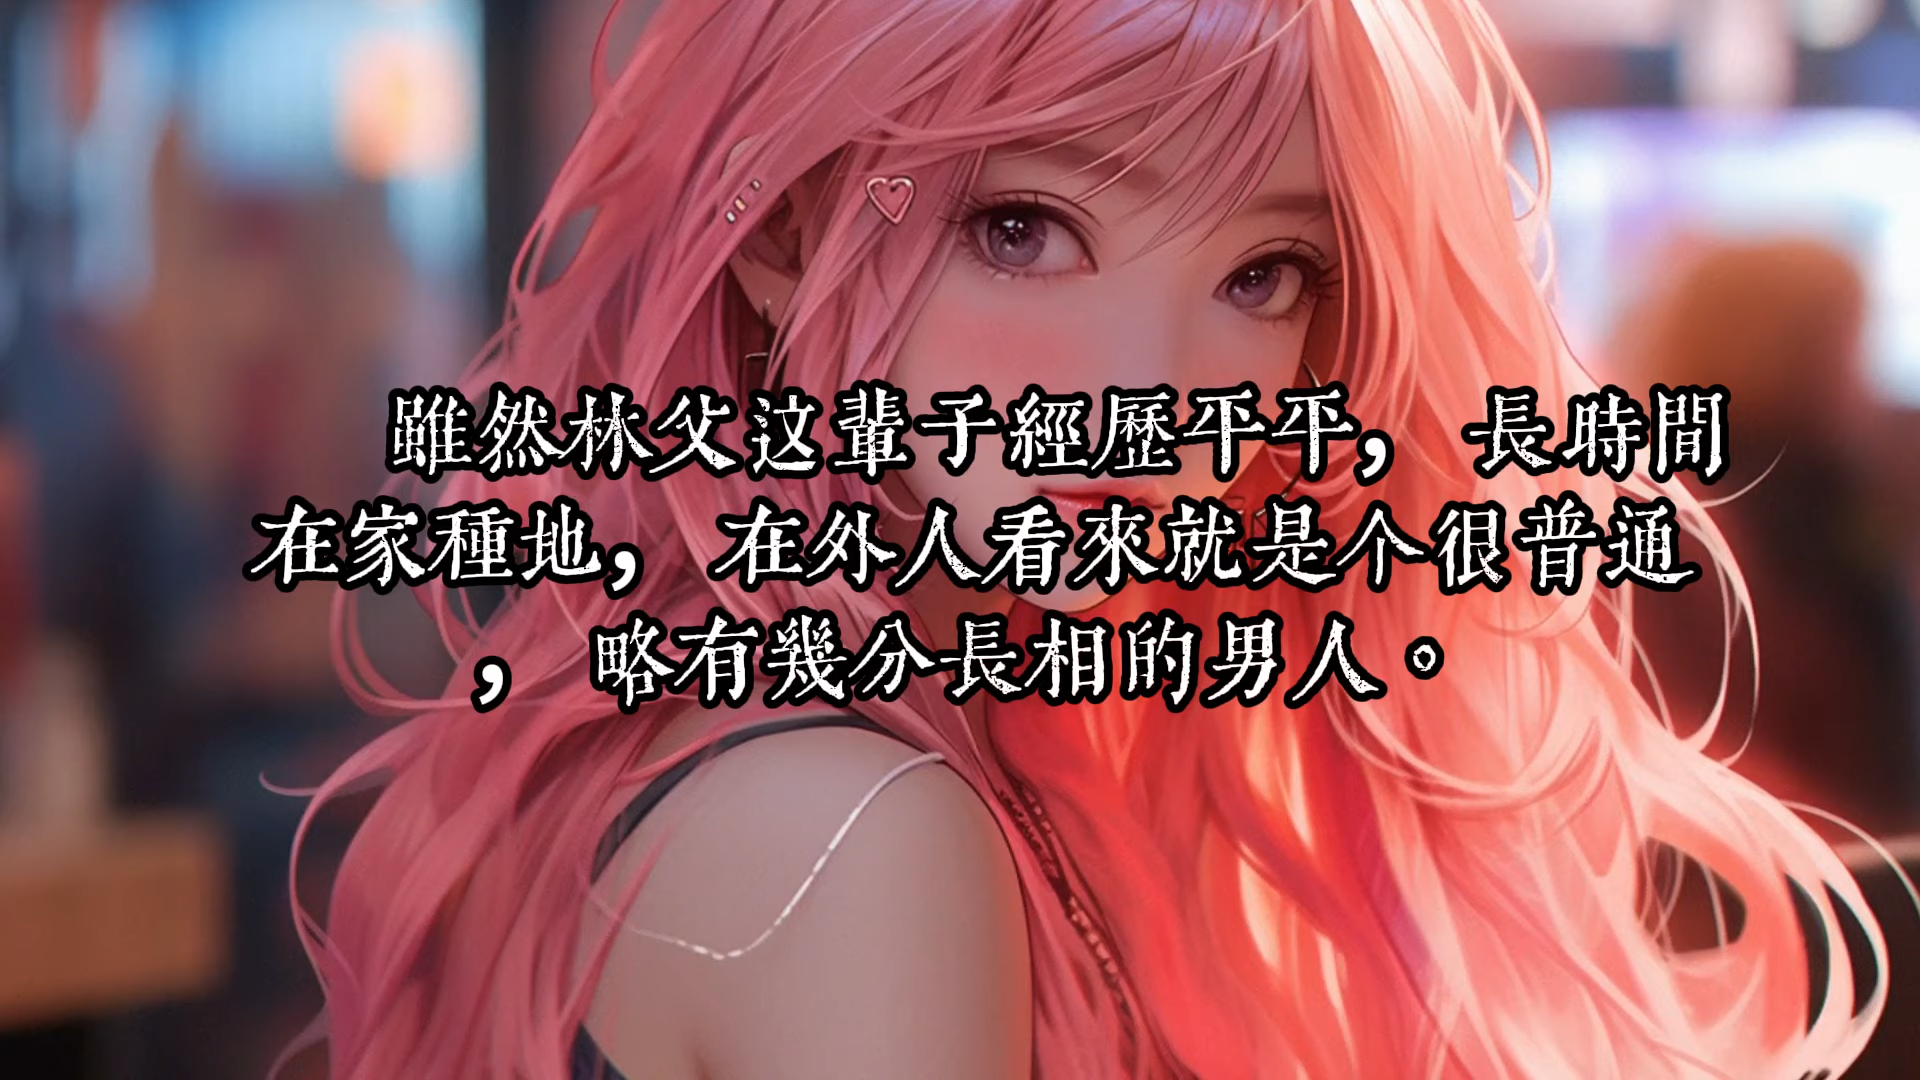 雖然林父这輩子經歷平平， 長時間
在家種地， 在外人看來就是个很普通
， 略有幾分長相的男人。